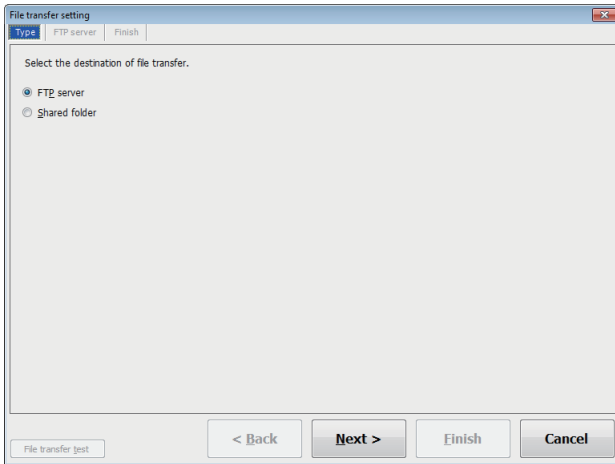 File transfer setting
Type FTP server Finish
Select the destination of file transfer.
FTP server
Shared folder
File transfer test < Back Next > Finish Cancel